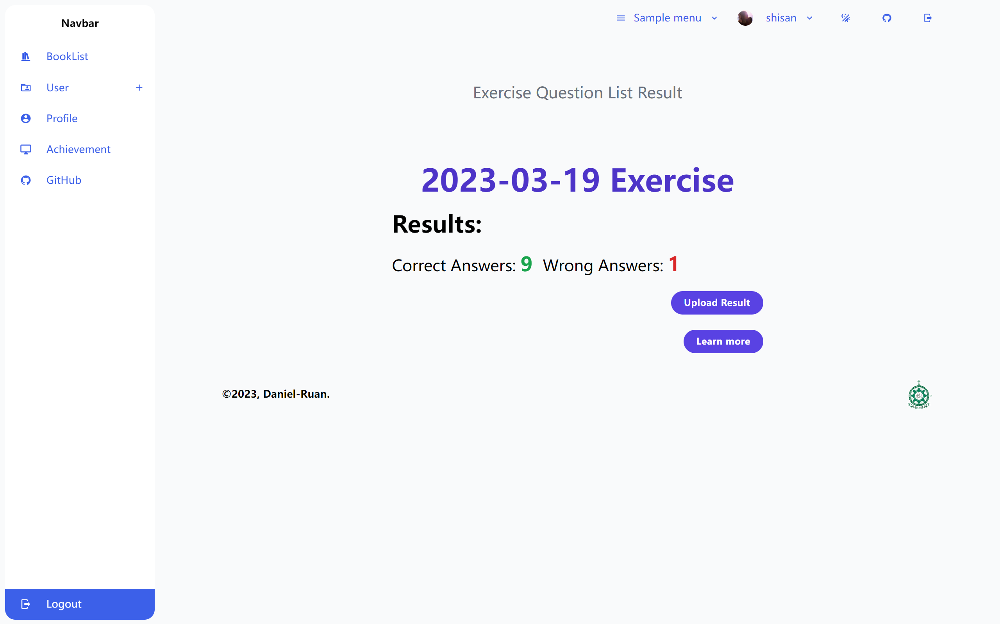 Navbar
BookList
User
Profile
Achievement
GitHub
Logout
Sample menu
shisan
Exercise Question List Result
2023-03-19 Exercise
Results:
Correct Answers: 9 Wrong Answers: 1
Upload Result
Learn more
©2023, Daniel-Ruan.